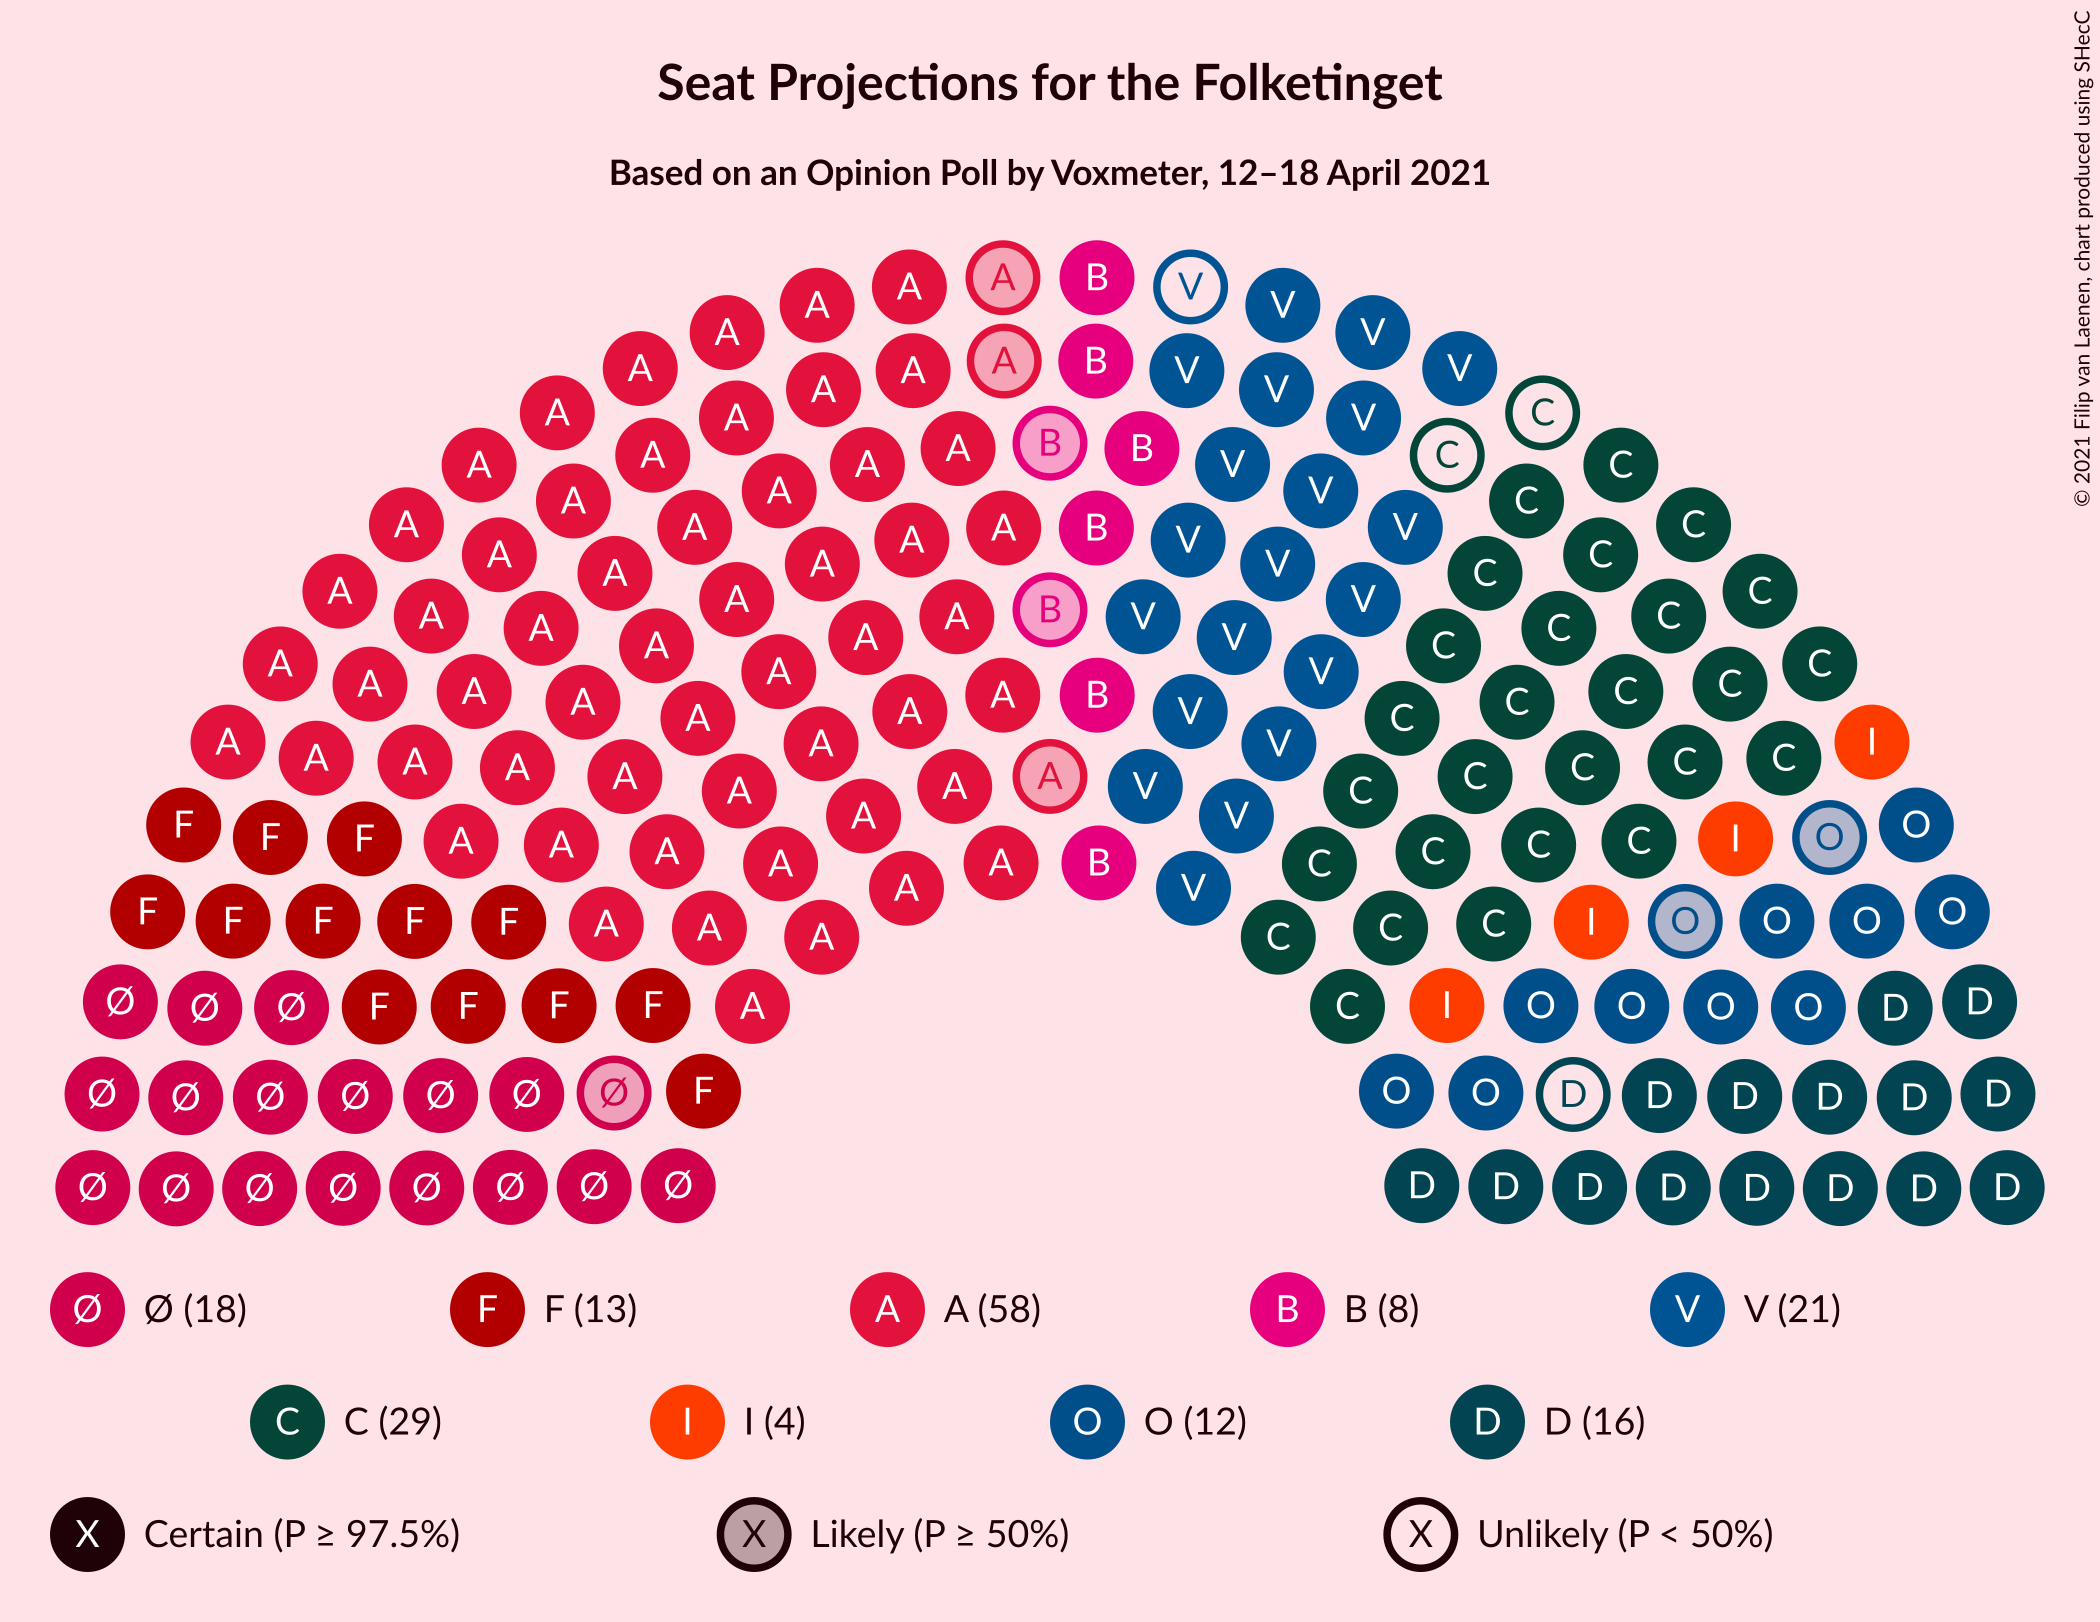 Seat Projections for the Folketinget
Based on an Opinion Poll by Voxmeter, 12–18 April 2021
© 2021 Filip van Laenen, chart produced using SHecC
A A B V
A V
A V
A A A B V V
A V
A A V C
A A A A B B V C C
A A V C
A A A A B V V C
A A A V C C
A A A A A B V V C C C
A A A V C C
A A A A A A A B V V C C C C
A A A A A A A V C C C C I
A A A V V C
F F F A A A A A B C C C C I O O
F F F F F A A A A V C C C I O O O O
Ø Ø Ø F F F F A C I O O O O D D
Ø Ø Ø Ø Ø Ø Ø F O O D D D D D D
Ø Ø Ø Ø Ø Ø Ø Ø D D D D D D D D
Ø Ø (18) F F (13) A A (58) B B (8) V V (21)
C C (29) I I (4) O O (12) D D (16)
X Certain (P ≥ 97.5%) X Likely (P ≥ 50%) X Unlikely (P < 50%)